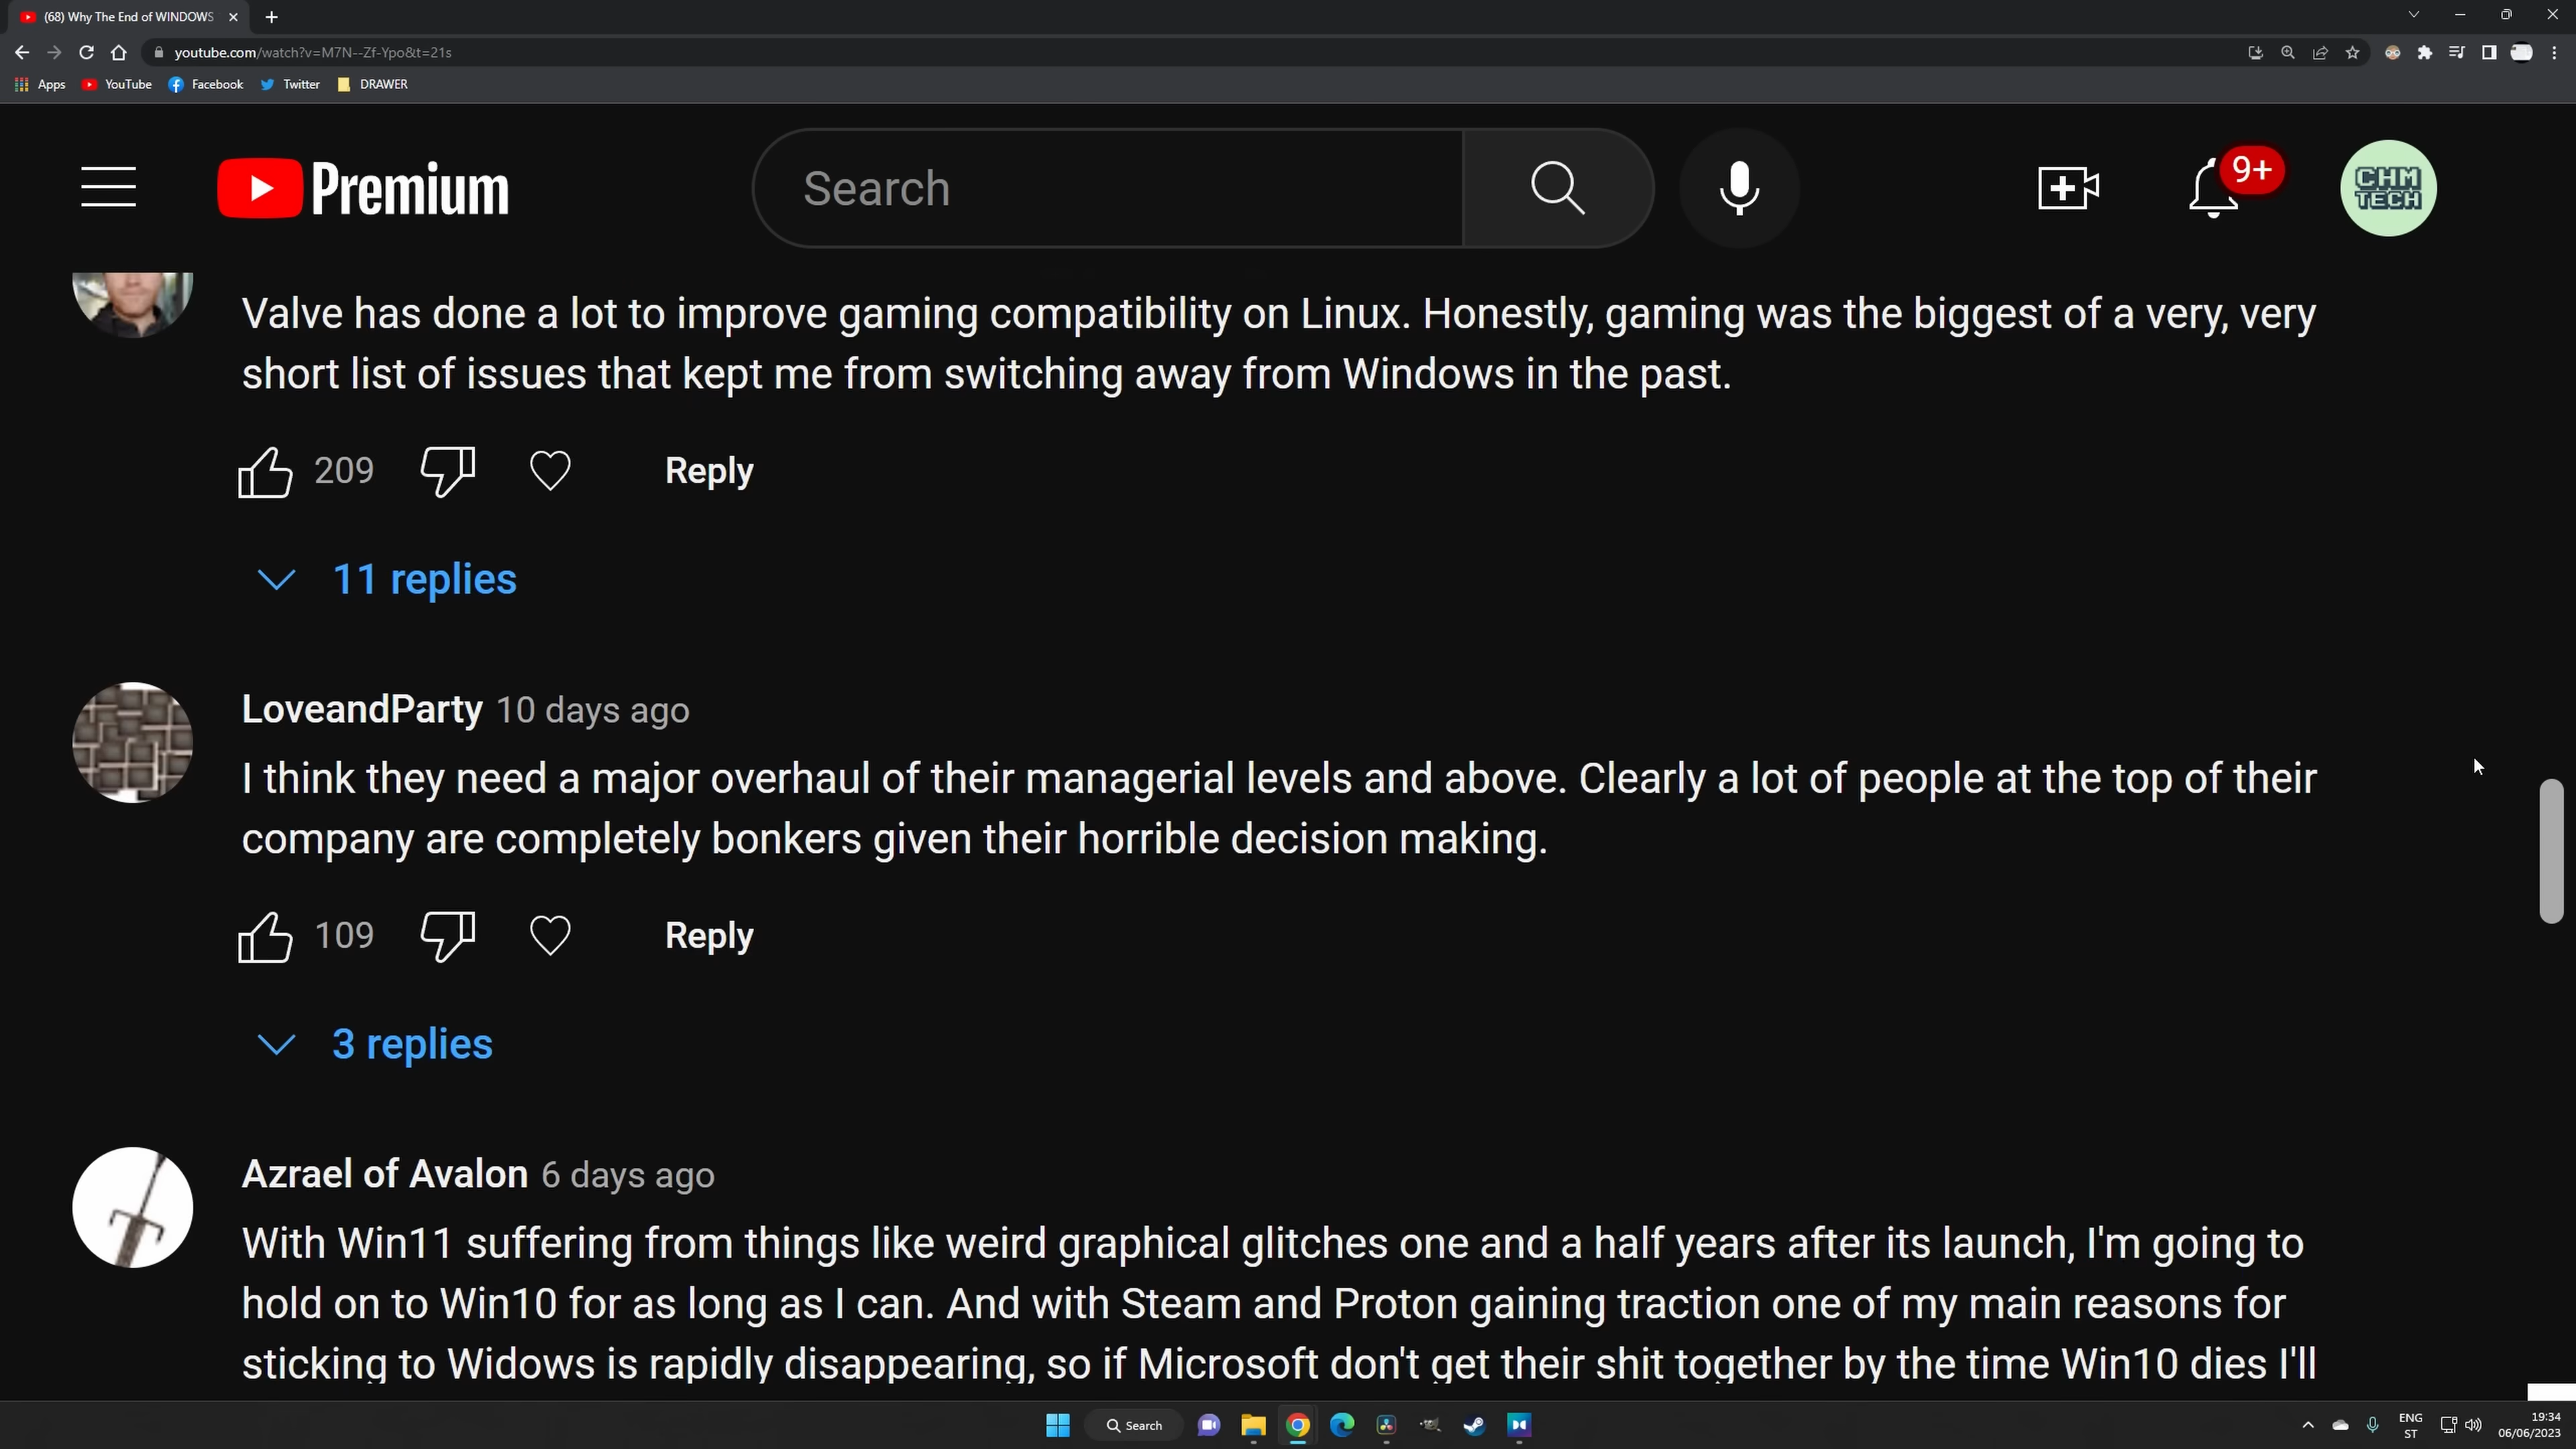 (68) Why The End of WINDOWS
youtube.com/watch?v=M7N--Zf-Ypo&t=21s
Apps YouTube Facebook Twitter DRAWER
Premium Search 9+ CHM
TECH
Valve has done a lot to improve gaming compatibility on Linux. Honestly, gaming was the biggest of a very, very
short list of issues that kept me from switching away from Windows in the past.
209 Reply
11 replies
LoveandParty 10 days ago
I think they need a major overhaul of their managerial levels and above. Clearly a lot of people at the top of their
company are completely bonkers given their horrible decision making.
109 Reply
3 replies
Azrael of Avalon 6 days ago
With Win11 suffering from things like weird graphical glitches one and a half years after its launch, I'm going to
hold on to Win10 for as long as I can. And with Steam and Proton gaining traction one of my main reasons for
sticking to Widows is rapidly disappearing, so if Microsoft don't get their shit together by the time Win10 dies I'll
Search
ENG
ST
19:34
06/06/2023